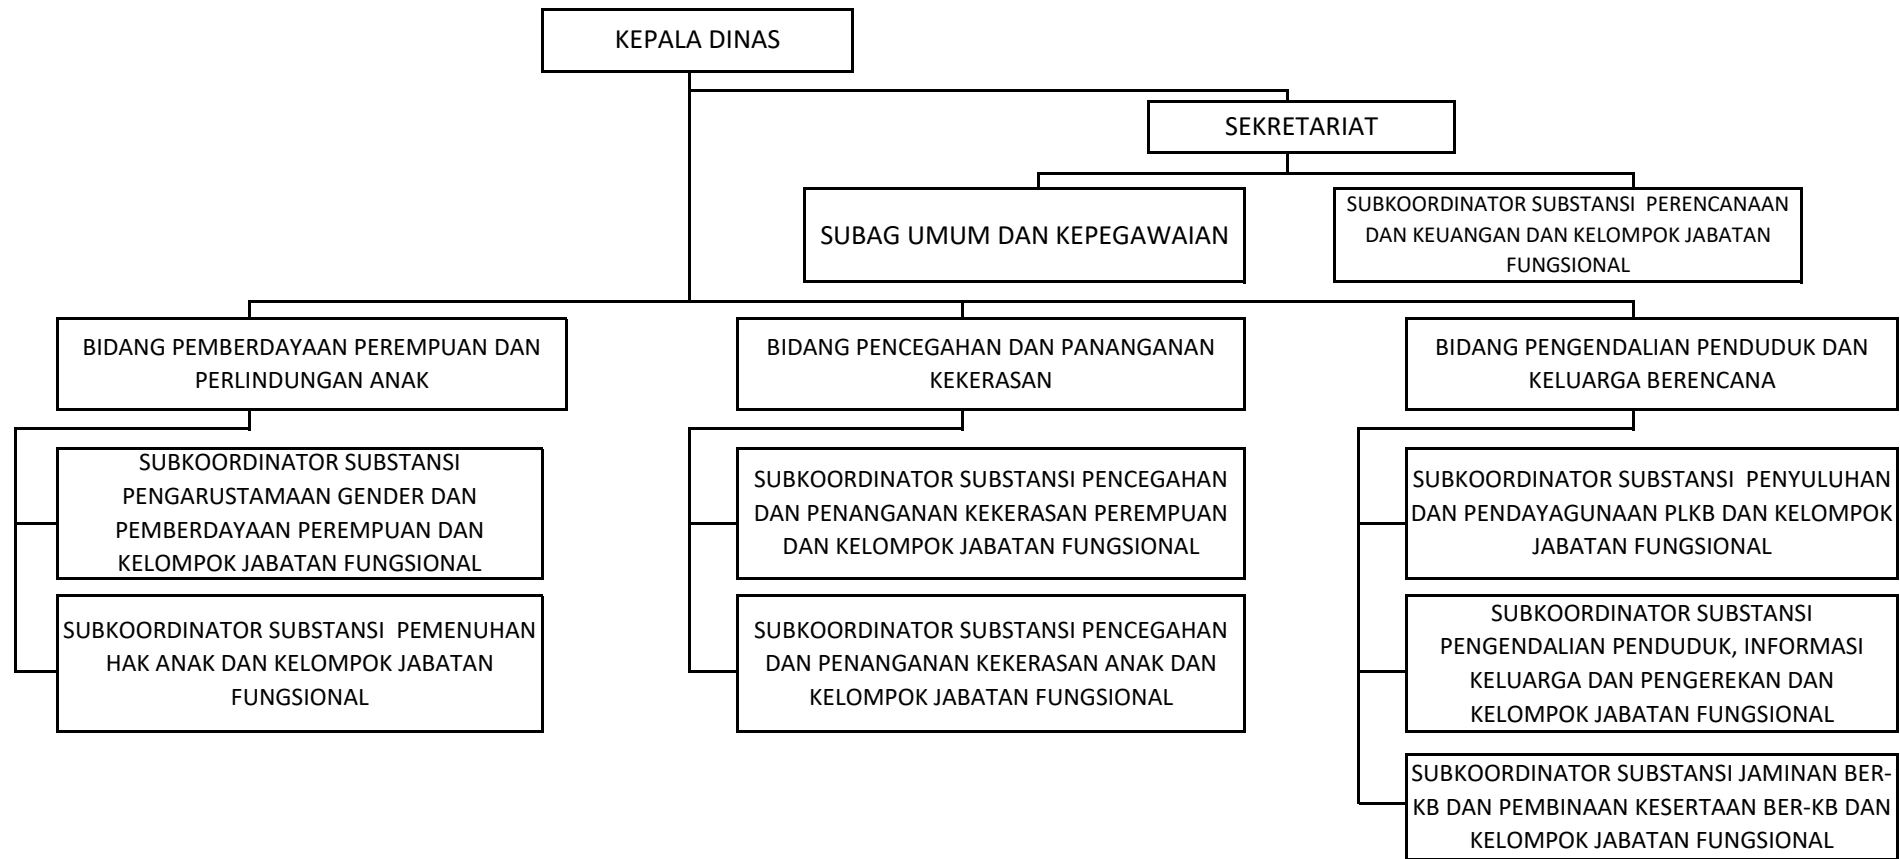 KEPALA DINAS
SEKRETARIAT
SUBAG UMUM DAN KEPEGAWAIAN
SUBKOORDINATOR SUBSTANSI PERENCANAAN
DAN KEUANGAN DAN KELOMPOK JABATAN
FUNGSIONAL
BIDANG PEMBERDAYAAN PEREMPUAN DAN
PERLINDUNGAN ANAK
BIDANG PENCEGAHAN DAN PANANGANAN
KEKERASAN
BIDANG PENGENDALIAN PENDUDUK DAN
KELUARGA BERENCANA
SUBKOORDINATOR SUBSTANSI
PENGARUSTAMAAN GENDER DAN
PEMBERDAYAAN PEREMPUAN DAN
KELOMPOK JABATAN FUNGSIONAL
SUBKOORDINATOR SUBSTANSI PENCEGAHAN
DAN PENANGANAN KEKERASAN PEREMPUAN
DAN KELOMPOK JABATAN FUNGSIONAL
SUBKOORDINATOR SUBSTANSI PENYULUHAN
DAN PENDAYAGUNAAN PLKB DAN KELOMPOK
JABATAN FUNGSIONAL
SUBKOORDINATOR SUBSTANSI PEMENUHAN
HAK ANAK DAN KELOMPOK JABATAN
FUNGSIONAL
SUBKOORDINATOR SUBSTANSI PENCEGAHAN
DAN PENANGANAN KEKERASAN ANAK DAN
KELOMPOK JABATAN FUNGSIONAL
SUBKOORDINATOR SUBSTANSI
PENGENDALIAN PENDUDUK, INFORMASI
KELUARGA DAN PENGEREKAN DAN
KELOMPOK JABATAN FUNGSIONAL
SUBKOORDINATOR SUBSTANSI JAMINAN BER-
KB DAN PEMBINAAN KESERTAAN BER-KB DAN
KELOMPOK JABATAN FUNGSIONAL